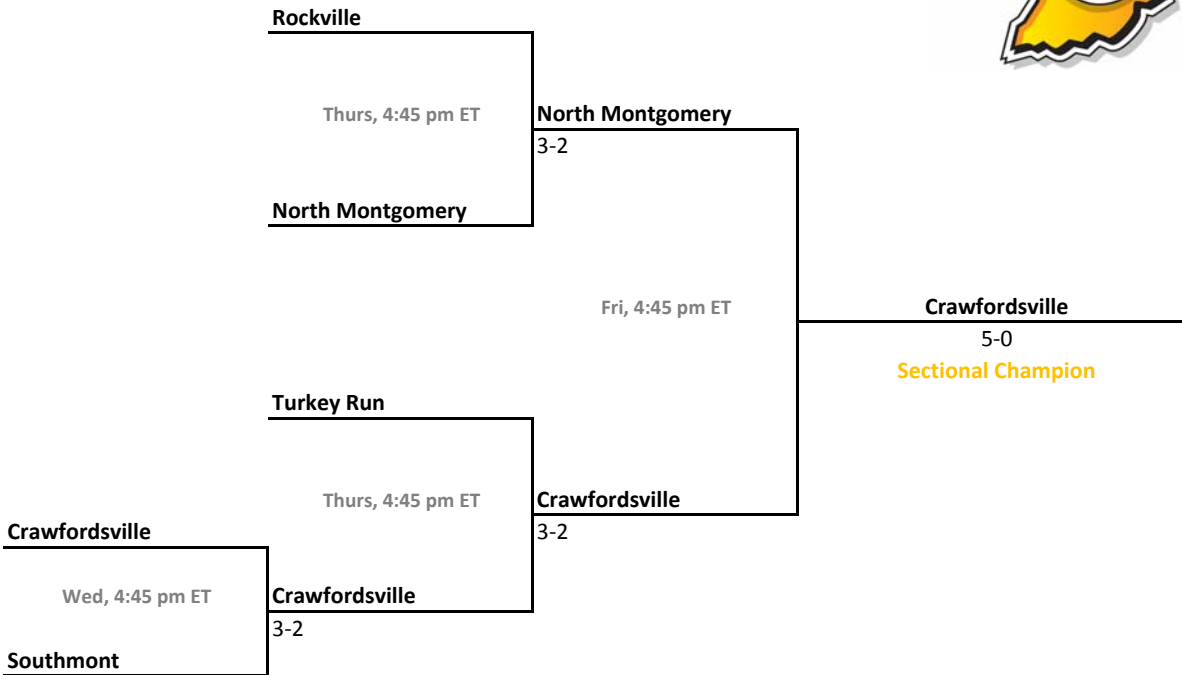 Rockville
Thurs, 4:45 pm ET
North Montgomery
3-2
North Montgomery
Fri, 4:45 pm ET
Crawfordsville
5-0
Sectional Champion
Turkey Run
Thurs, 4:45 pm ET
Crawfordsville
3-2
Crawfordsville
Wed, 4:45 pm ET
Crawfordsville
3-2
Southmont